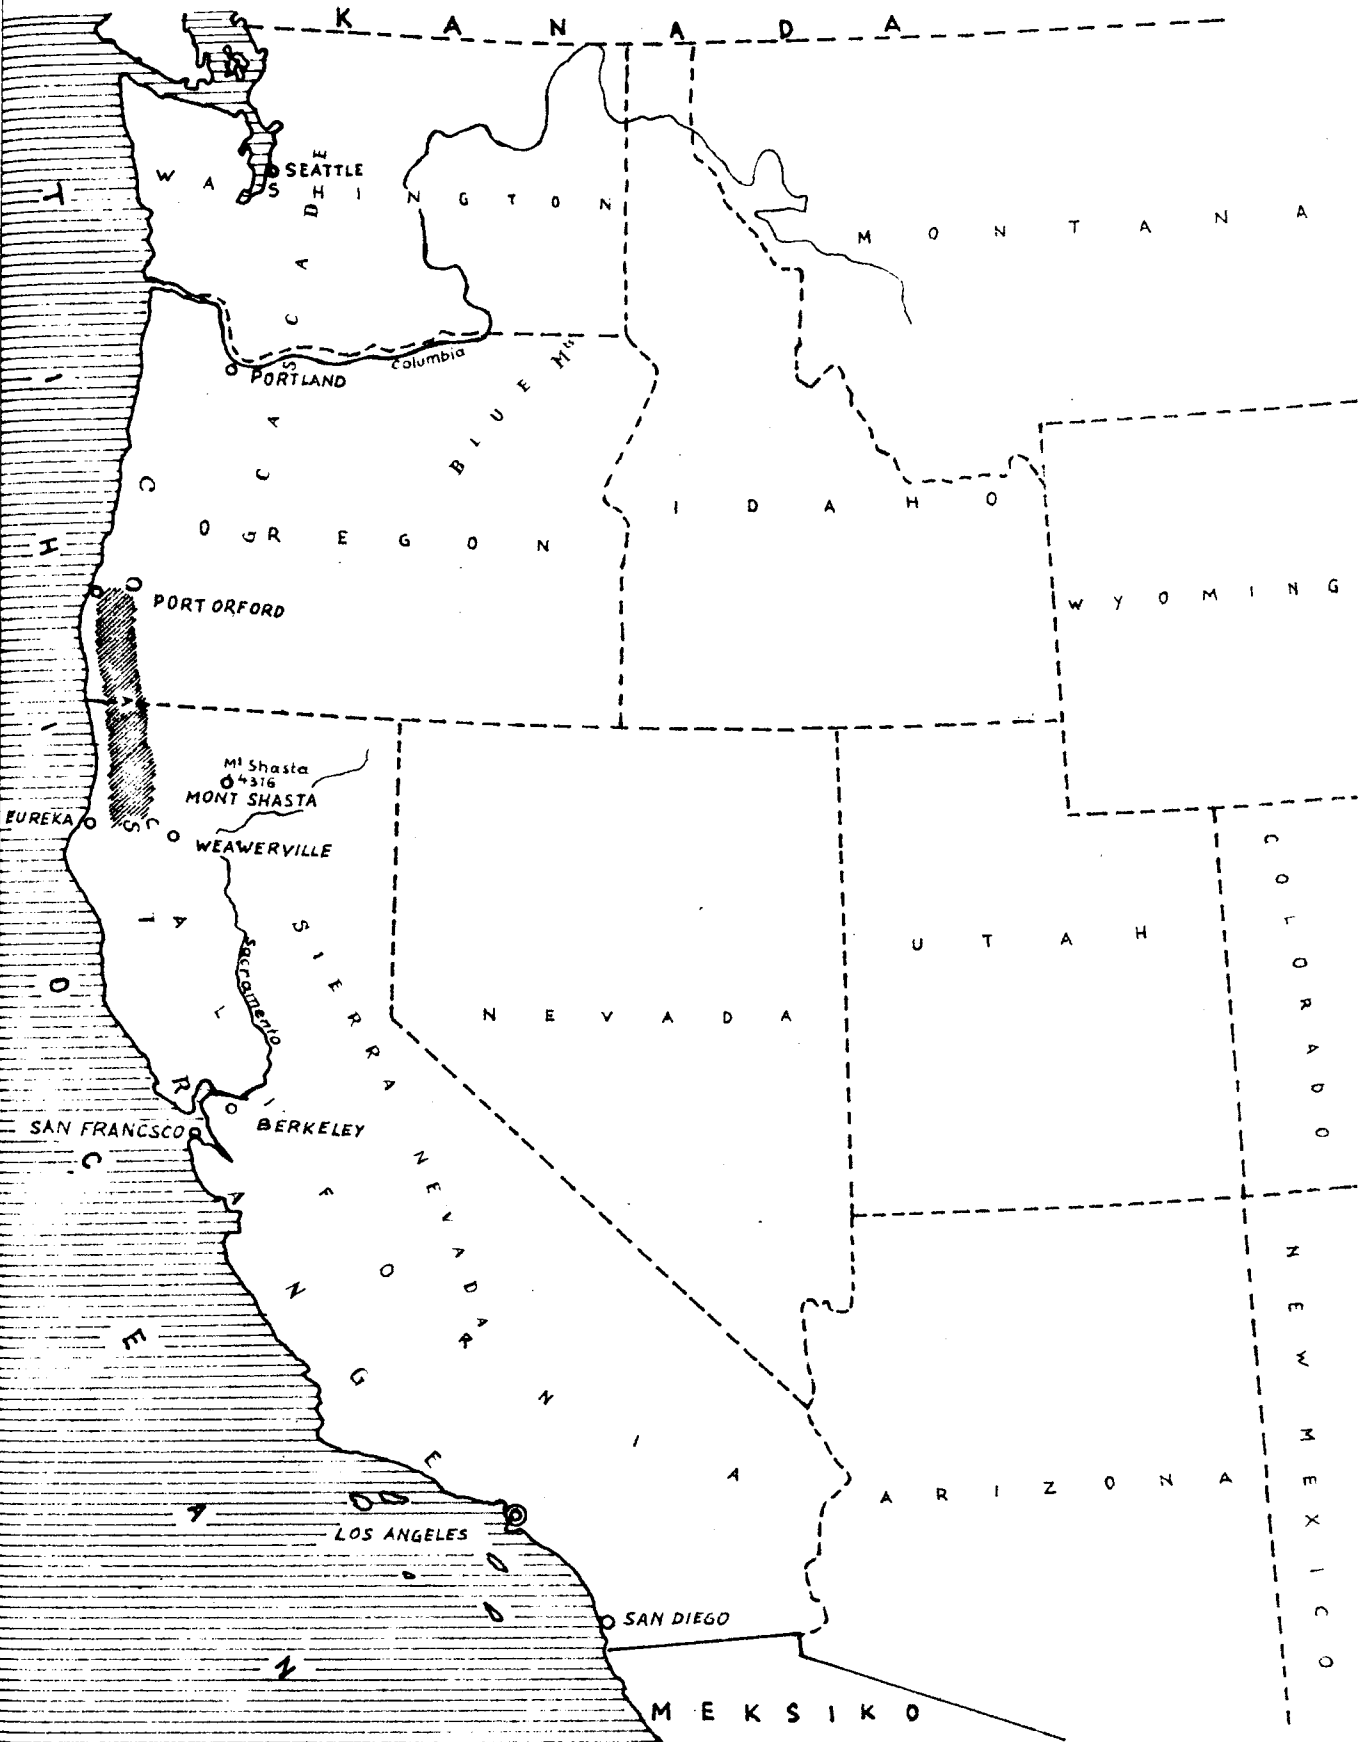 KANADA
SEATTLE
WASHINGTON
MONTANA
CASCADE
Columbia
PORTLAND
BLUE Mts
OREGON
IDAHO
WYOMING
PORT ORFORD
Mt Shasta
4316
MONT SHASTA
EUREKA
WEAWERVILLE
COAST RANGE
Sacramento
SIERRA NEVADA
NEVADA
UTAH
COLORADO
SAN FRANCSCO
BERKELEY
CALIFORNIA
TIHI OCEAN
LOS ANGELES
ARIZONA
NEW MEXICO
SAN DIEGO
MEKSIKO